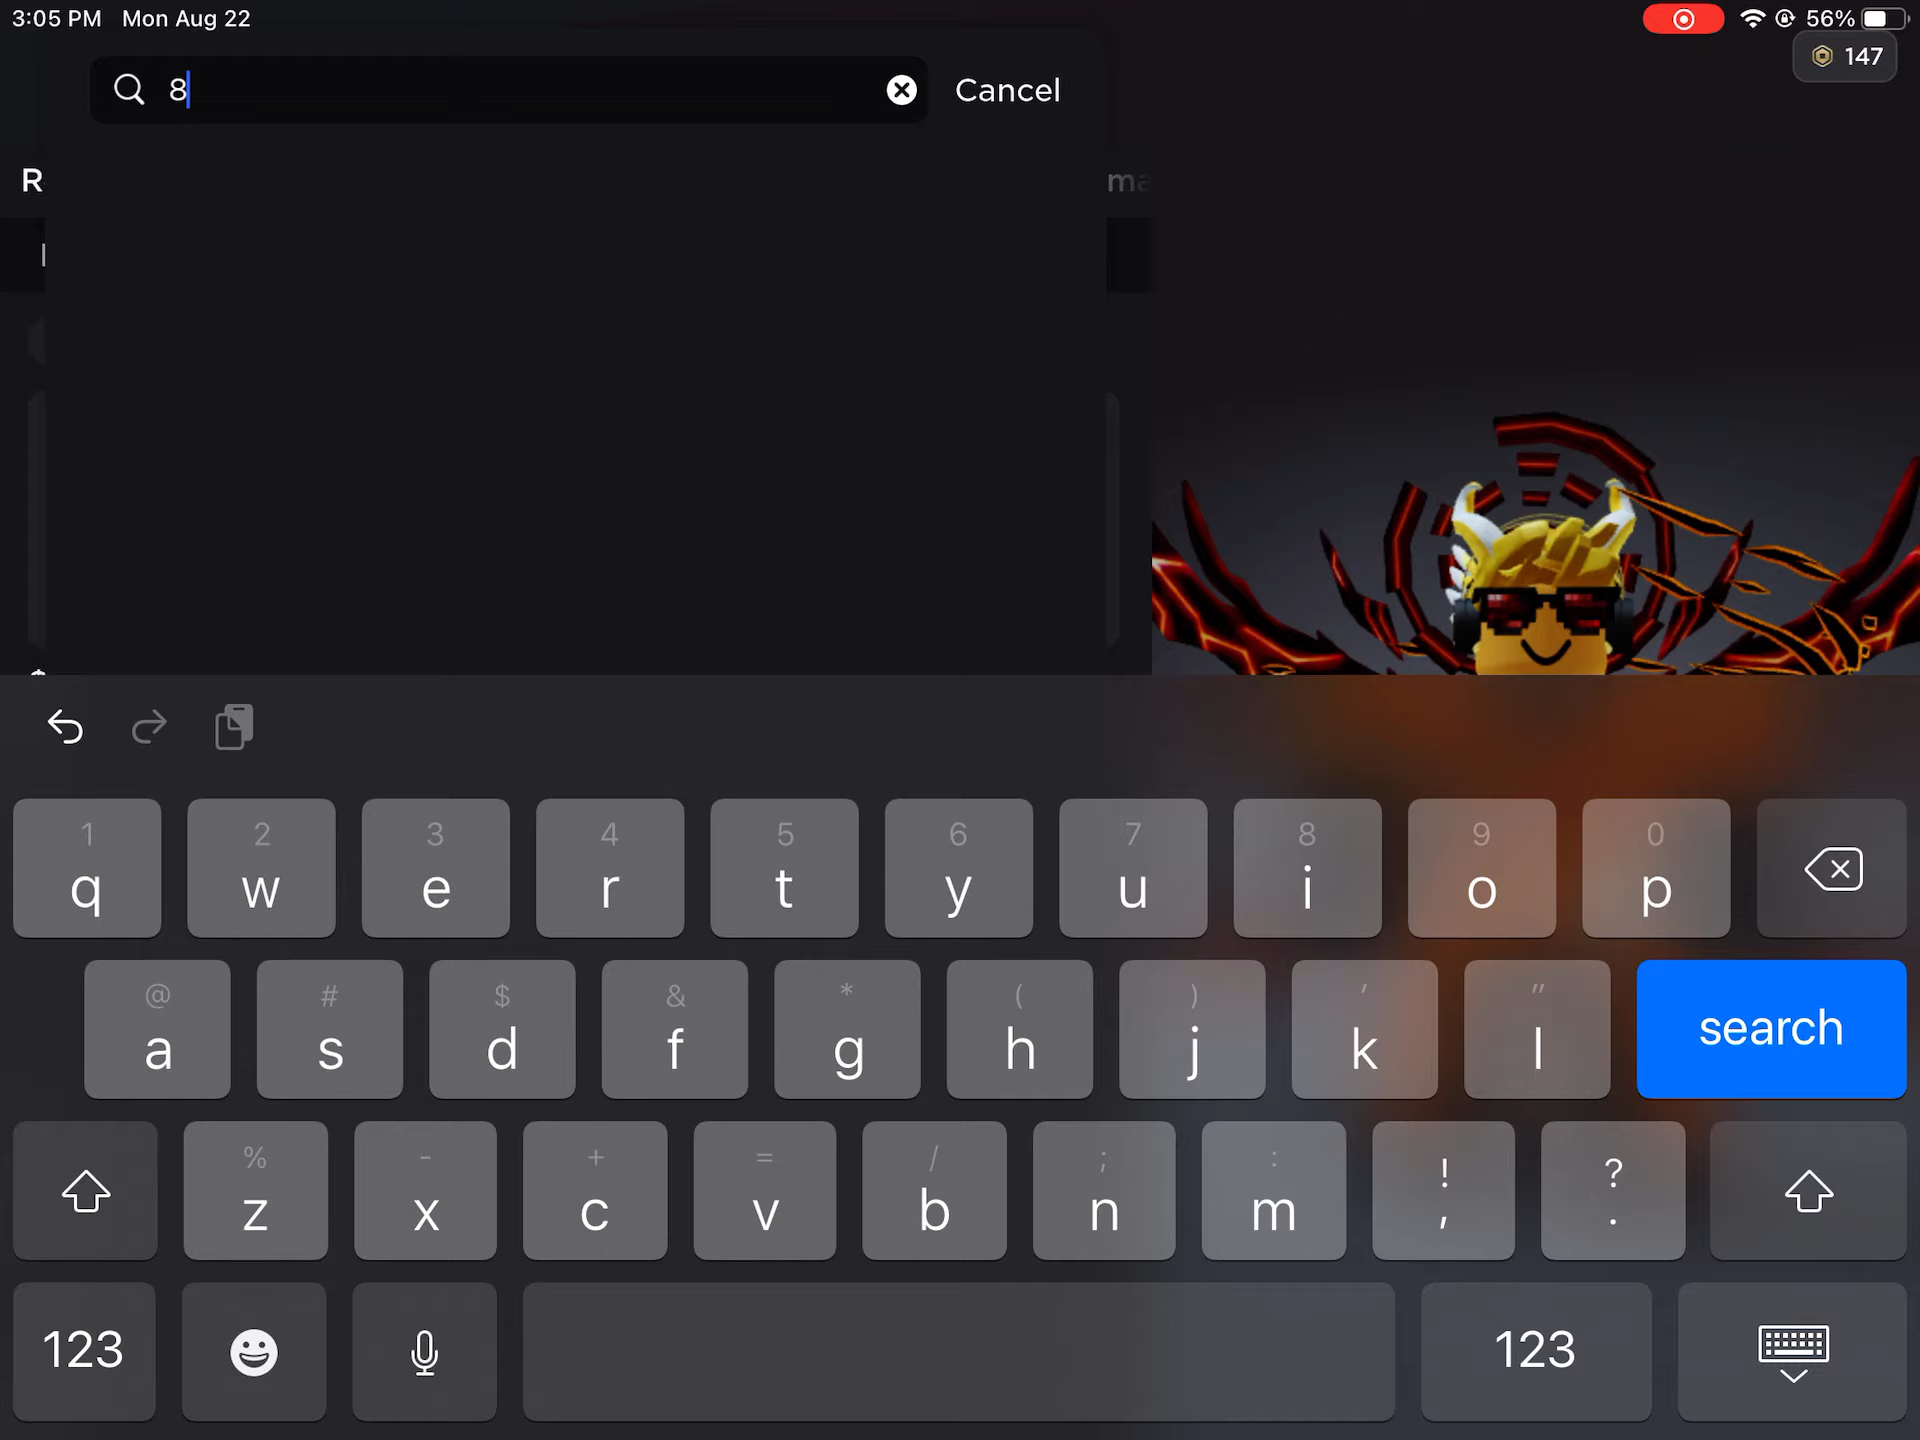 3:05 PM Mon Aug 22
56%
147
8
Cancel
R
ma
1 2 3 4 5 6 7 8 9 0
q w e r t y u i o p
@ # $ & * ( ) ' "
a s d f g h j k l
search
% - + = / ; : ! ?
z x c v b n m , .
123
123